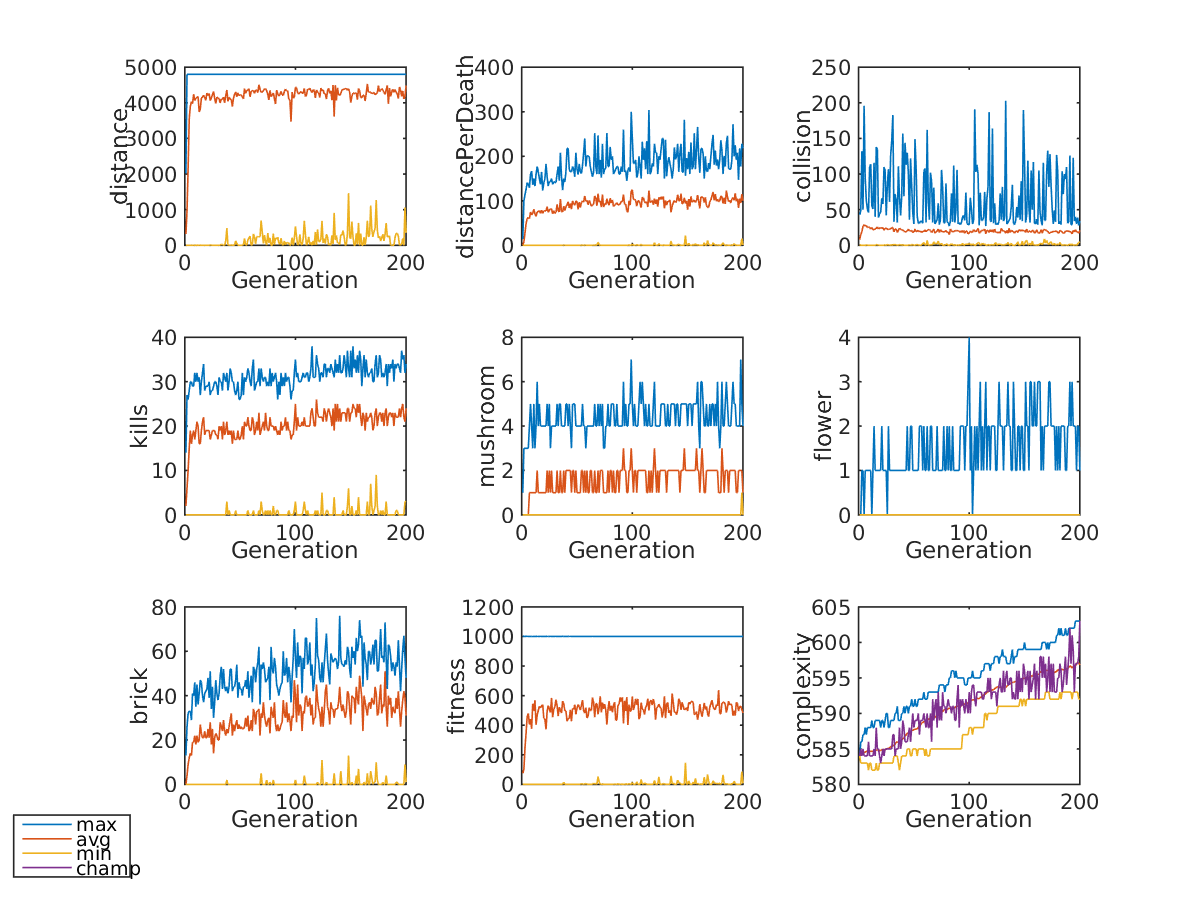 5000
4000
3000
2000
1000
0
distance
0 100 200
Generation
400
300
200
100
0
distancePerDeath
0 100 200
Generation
250
200
150
100
50
0
collision
0 100 200
Generation
40
30
20
10
0
kills
0 100 200
Generation
8
6
4
2
0
mushroom
0 100 200
Generation
4
3
2
1
0
flower
0 100 200
Generation
80
60
40
20
0
brick
0 100 200
Generation
1200
1000
800
600
400
200
0
fitness
0 100 200
Generation
605
600
595
590
585
580
complexity
0 100 200
Generation
max
avg
min
champ